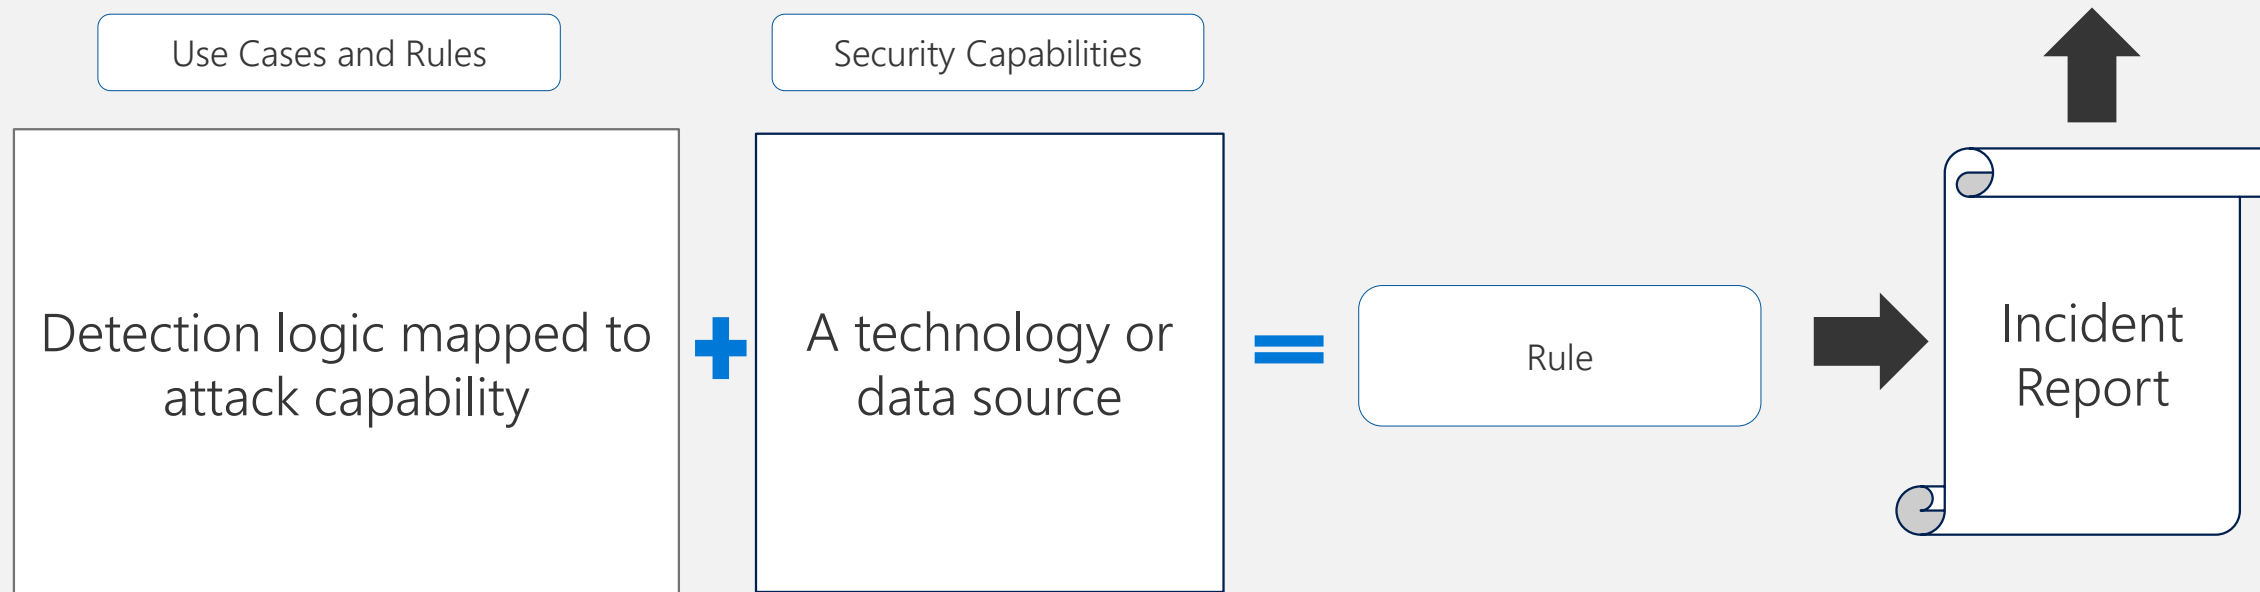 Use Cases and Rules
Security Capabilities
Detection logic mapped to
attack capability
A technology or
data source
Rule
Incident
Report